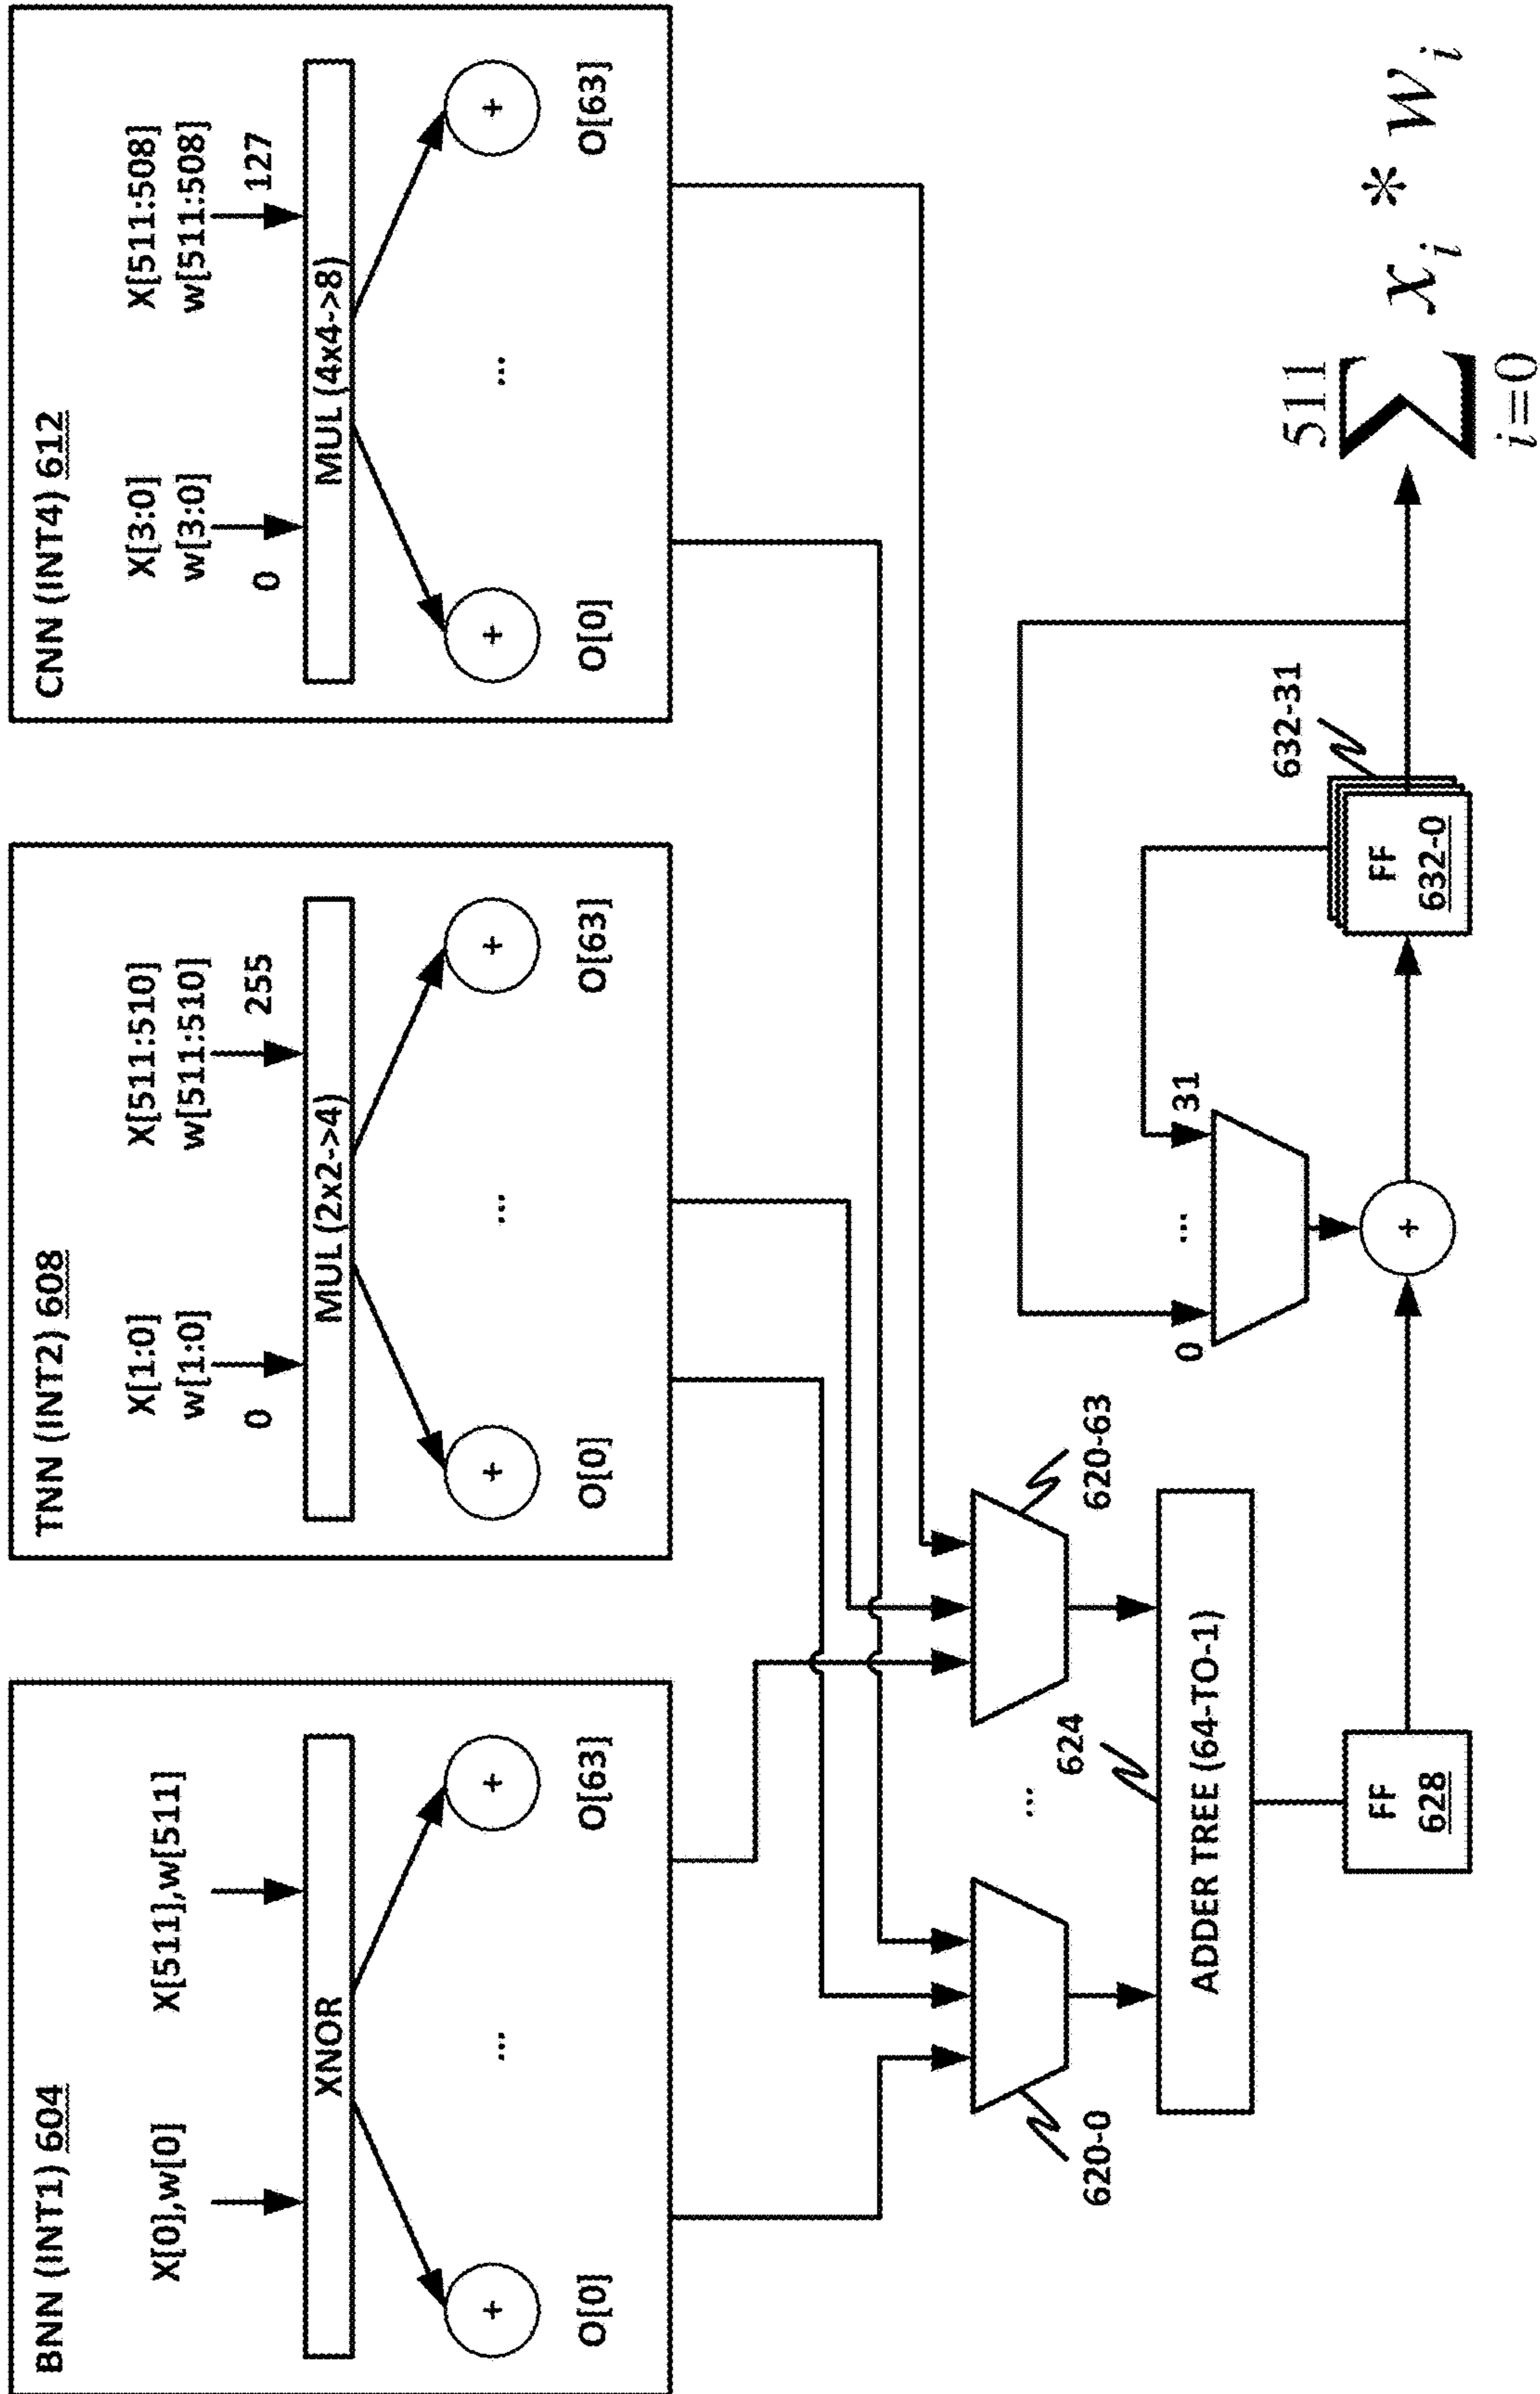 BNN (INT1) 604
X[0],w[0]
X[511],w[511]
XNOR
+
...
+
O[0]
O[63]
TNN (INT2) 608
X[1:0]
w[1:0]
0
X[511:510]
w[511:510]
255
MUL (2x2->4)
+
...
+
O[0]
O[63]
CNN (INT4) 612
X[3:0]
w[3:0]
0
X[511:508]
w[511:508]
127
MUL (4x4->8)
+
...
+
O[0]
O[63]
620-0
...
620-63
624
ADDER TREE (64-TO-1)
FF
628
0
...
31
+
FF
632-0
632-31
511
∑ x_i * w_i
i=0